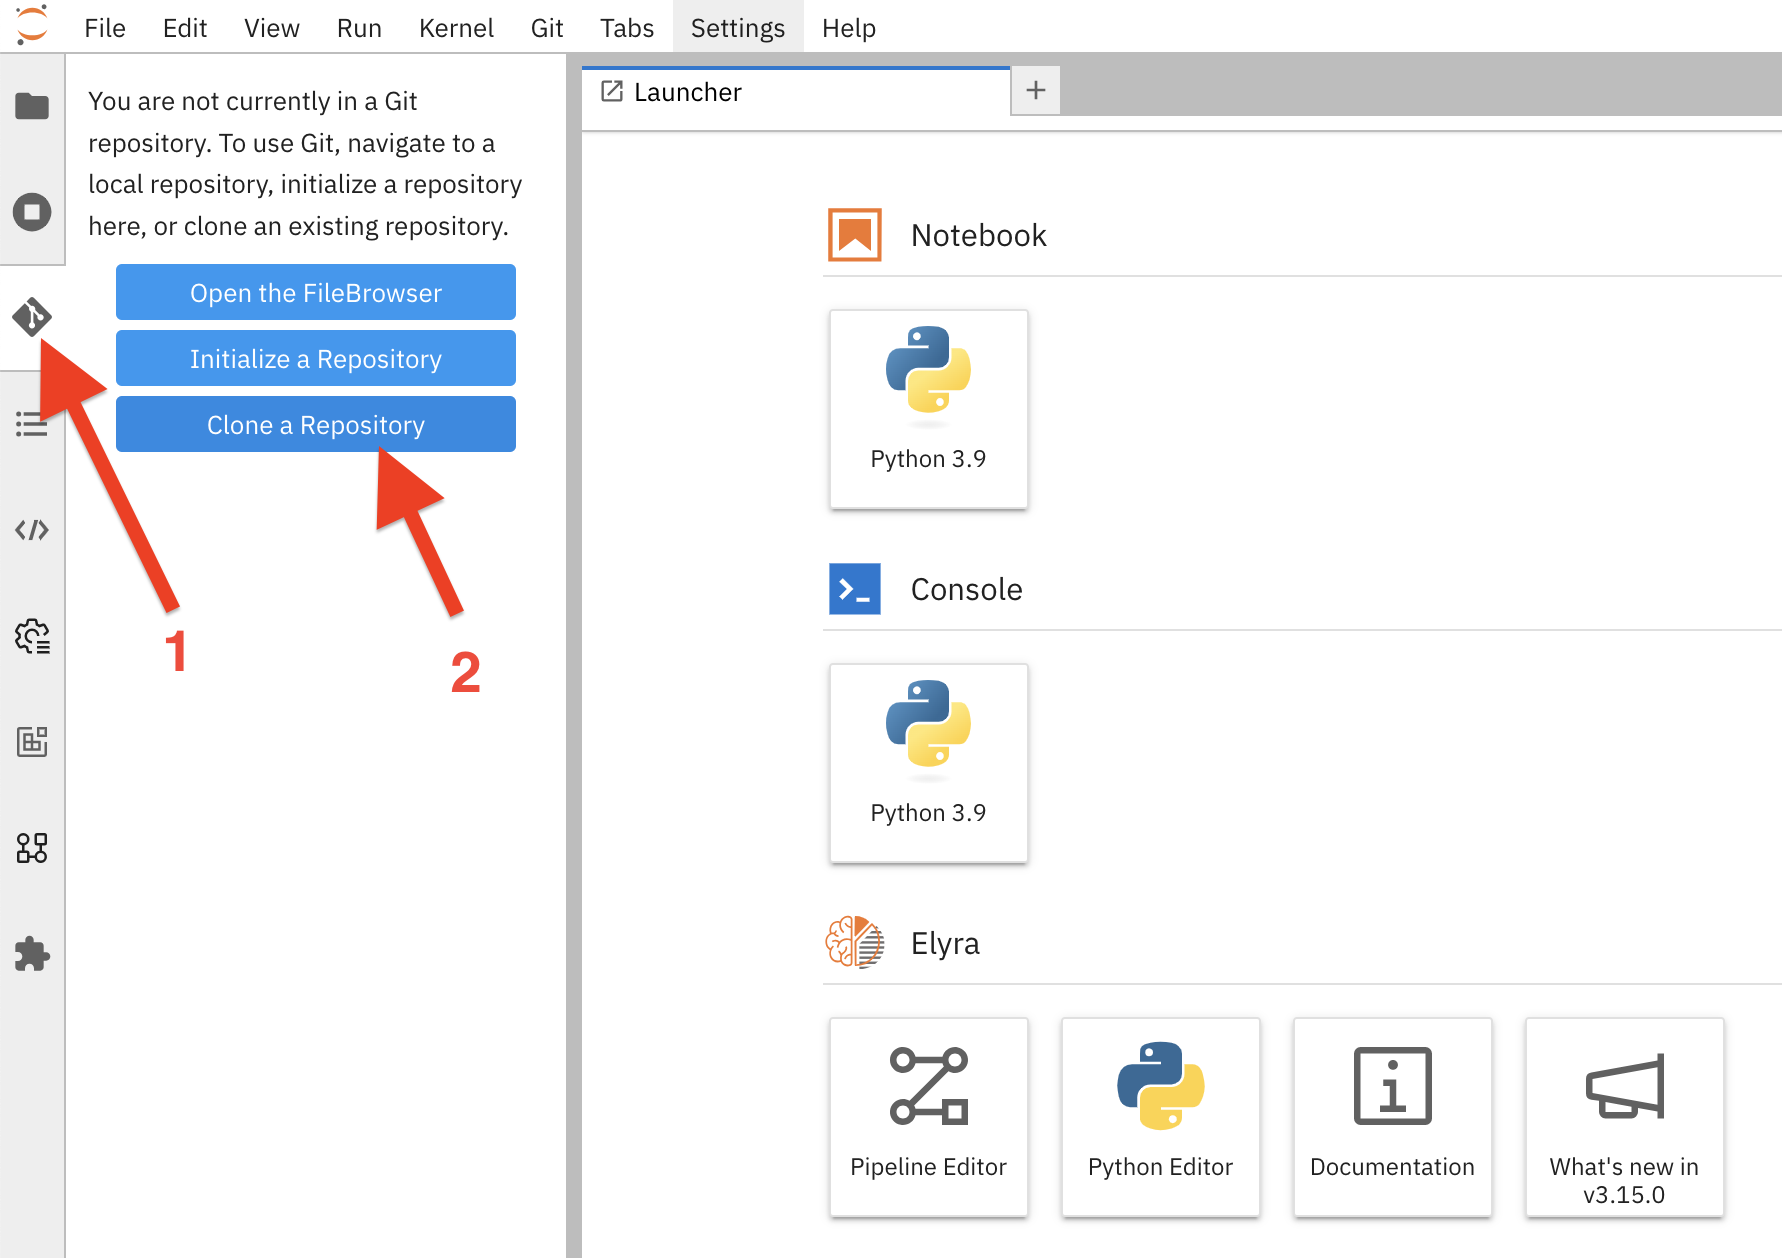 File Edit View Run Kernel Git Tabs Settings Help
You are not currently in a Git
repository. To use Git, navigate to a
local repository, initialize a repository
here, or clone an existing repository.
Open the FileBrowser
Initialize a Repository
Clone a Repository
1
2
Launcher
Notebook
Python 3.9
Console
Python 3.9
Elyra
Pipeline Editor
Python Editor
Documentation
What's new in
v3.15.0